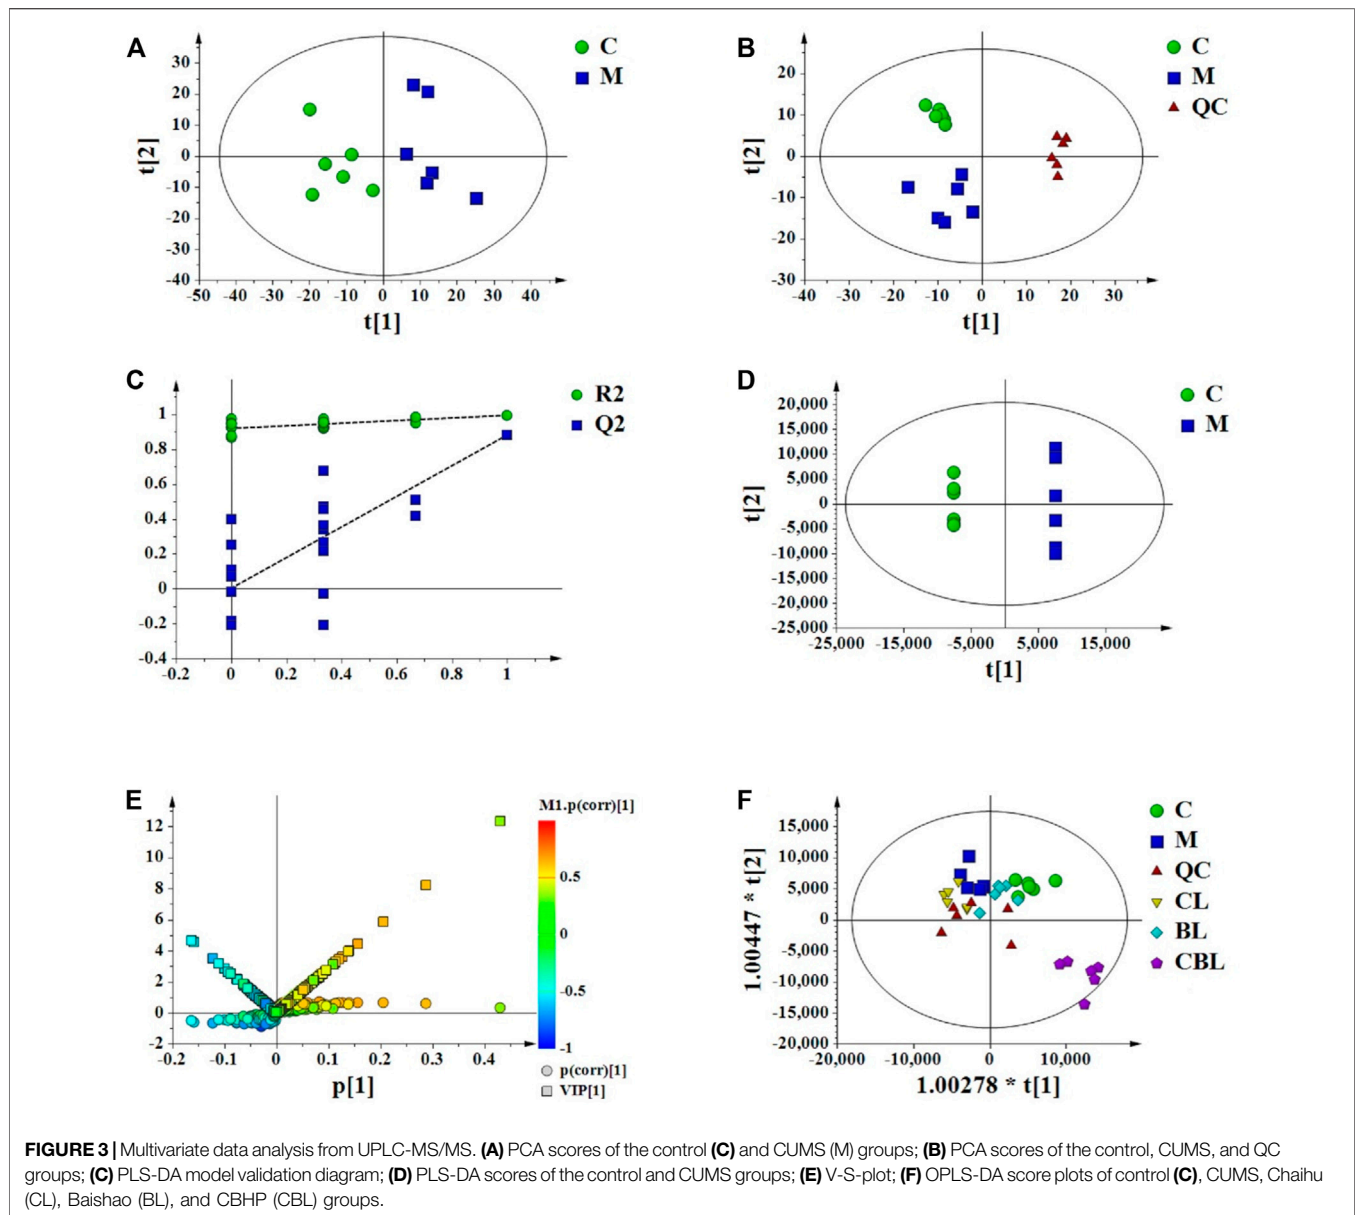 A
C
M
30
20
10
0
-10
-20
-30
-40
-50 -40 -30 -20 -10 0 10 20 30 40
t[2]
t[1]
B
C
M
QC
20
10
0
-10
-20
-30
-40 -30 -20 -10 0 10 20 30
t[2]
t[1]
C
R2
Q2
1
0.8
0.6
0.4
0.2
0
-0.2
-0.4
-0.2 0 0.2 0.4 0.6 0.8 1
D
C
M
20,000
15,000
10,000
5,000
0
-5,000
-10,000
-15,000
-20,000
-25,000
-25,000 -15,000 -5,000 5,000 15,000
t[2]
t[1]
E
M1.p(corr)[1]
12
10
8
6
4
2
0
-2
-0.2 -0.1 0 0.1 0.2 0.3 0.4
p[1]
0.5
0
-0.5
-1
p(corr)[1]
VIP[1]
F
C
M
QC
CL
BL
CBL
15,000
10,000
5,000
0
-5,000
-10,000
-15,000
-20,000
-20,000 -10,000 0 10,000
1.00447 * t[2]
1.00278 * t[1]
FIGURE 3 | Multivariate data analysis from UPLC-MS/MS. (A) PCA scores of the control (C) and CUMS (M) groups; (B) PCA scores of the control, CUMS, and QC
groups; (C) PLS-DA model validation diagram; (D) PLS-DA scores of the control and CUMS groups; (E) V-S-plot; (F) OPLS-DA score plots of control (C), CUMS, Chaihu
(CL), Baishao (BL), and CBHP (CBL) groups.